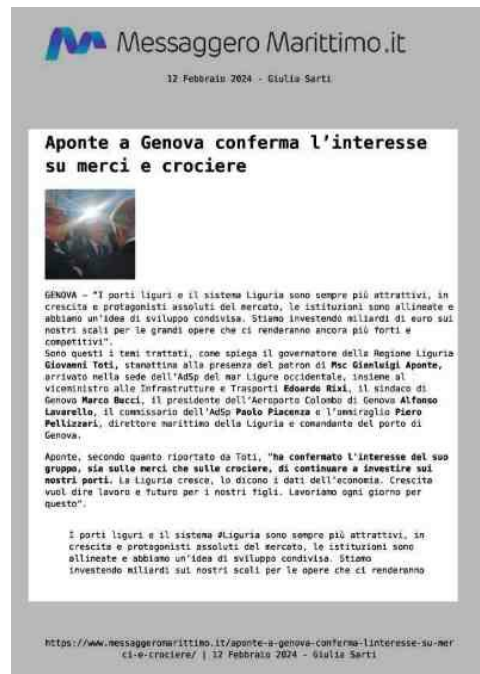 Messaggero Marittimo.it
12 Febbraio 2024 - Giulia Sarti
Aponte a Genova conferma l'interesse
su merci e crociere
GENOVA – "I porti liguri e il sistema Liguria sono sempre più attrattivi, in
crescita e protagonisti assoluti del mercato, le istituzioni sono allineate e
abbiamo un'idea di sviluppo condivisa. Stiamo investendo miliardi di euro sui
nostri scali per le grandi opere che ci renderanno ancora più forti e
competitivi".
Sono questi i temi trattati, come spiega il governatore della Regione Liguria
Giovanni Toti, stamattina alla presenza del patron di Msc Gianluigi Aponte,
arrivato nella sede dell'AdSp del mar Ligure occidentale, insieme al
viceministro alle Infrastrutture e Trasporti Edoardo Rixi, il sindaco di
Genova Marco Bucci, il presidente dell'Aeroporto Colombo di Genova Alfonso
Lavarello, il commissario dell'AdSp Paolo Piacenza e l'ammiraglio Piero
Pellizzari, direttore marittimo della Liguria e comandante del porto di
Genova.
Aponte, secondo quanto riportato da Toti, "ha confermato l'interesse del suo
gruppo, sia sulle merci che sulle crociere, di continuare a investire sui
nostri porti. La Liguria cresce, lo dicono i dati dell'economia. Crescita
vuol dire lavoro e futuro per i nostri figli. Lavoriamo ogni giorno per
questo".
I porti liguri e il sistema #Liguria sono sempre più attrattivi, in
crescita e protagonisti assoluti del mercato, le istituzioni sono
allineate e abbiamo un'idea di sviluppo condivisa. Stiamo
investendo miliardi sui nostri scali per le opere che ci renderanno
https://www.messaggeromarittimo.it/aponte-a-genova-conferma-linteresse-su-mer
ci-e-crociere/ | 12 Febbraio 2024 - Giulia Sarti